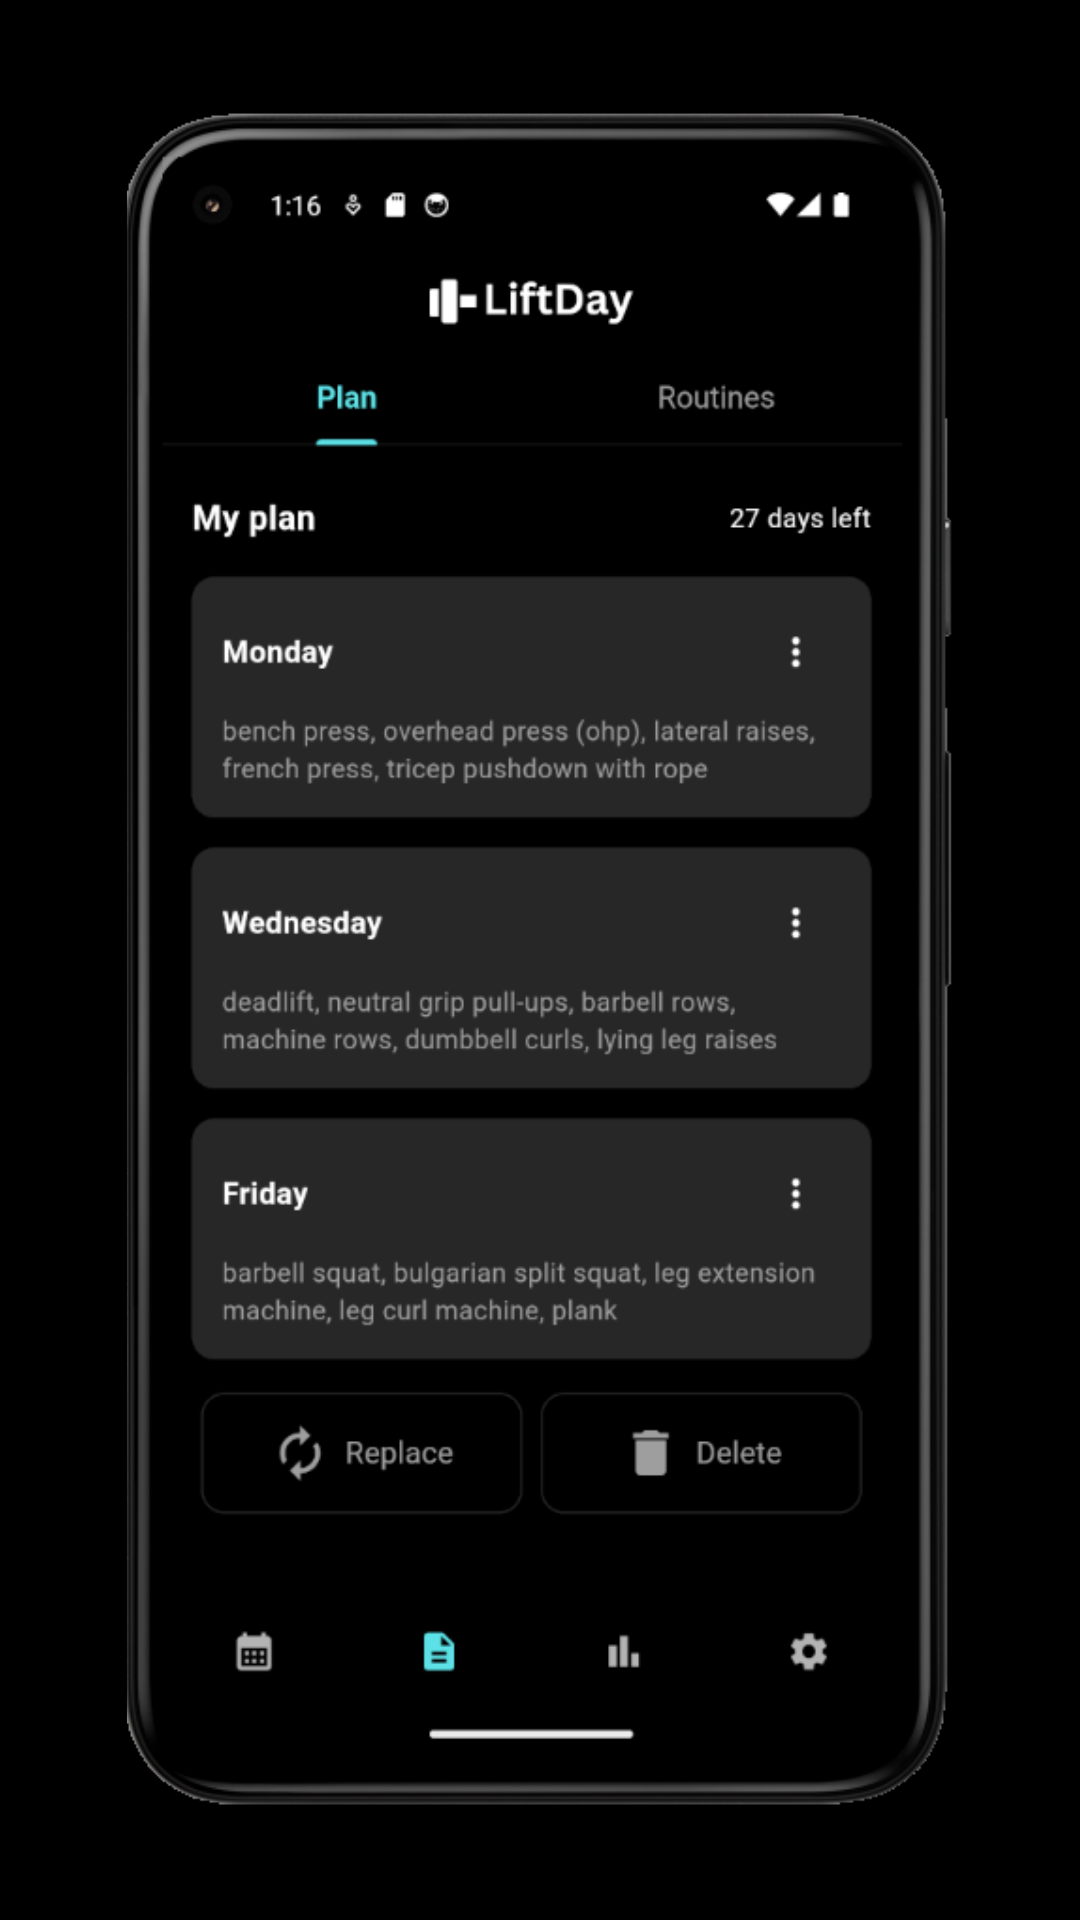 1:16
LiftDay
Plan
Routines
My plan
27 days left
Monday
bench press, overhead press (ohp), lateral raises,
french press, tricep pushdown with rope
Wednesday
deadlift, neutral grip pull-ups, barbell rows,
machine rows, dumbbell curls, lying leg raises
Friday
barbell squat, bulgarian split squat, leg extension
machine, leg curl machine, plank
Replace
Delete